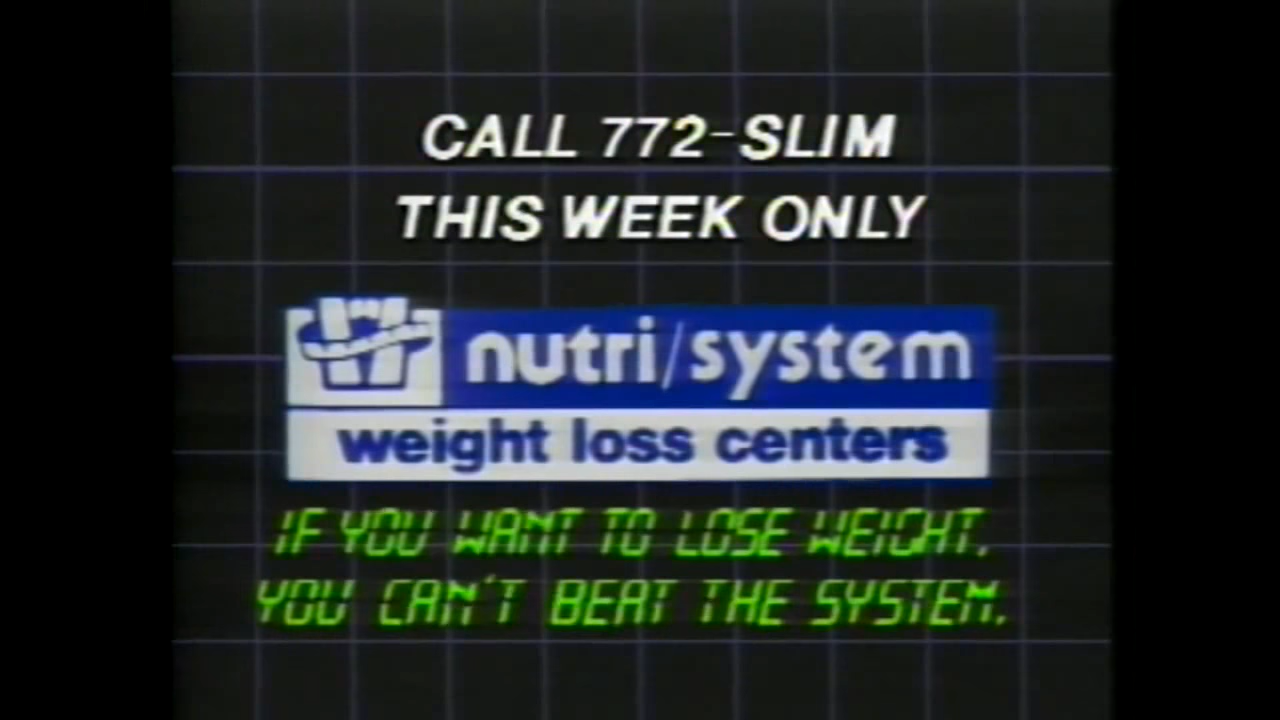 CALL 772-SLIM
THIS WEEK ONLY
nutri/system
weight loss centers
IF YOU WANT TO LOSE WEIGHT,
YOU CAN'T BEAT THE SYSTEM.